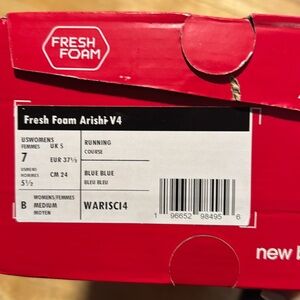 FRESH
FOAM
Fresh Foam Arishi V4
USWOMENS
FEMMES
7
UK 5
EUR 37½
USMENS
HOMMES
5½
CM 24
WOMENS/FEMMES
B MEDIUM
MOYEN
RUNNING
COURSE
BLUE BLUE
BLEU BLEU
WARISCI4
1 96652 98495 6
new b